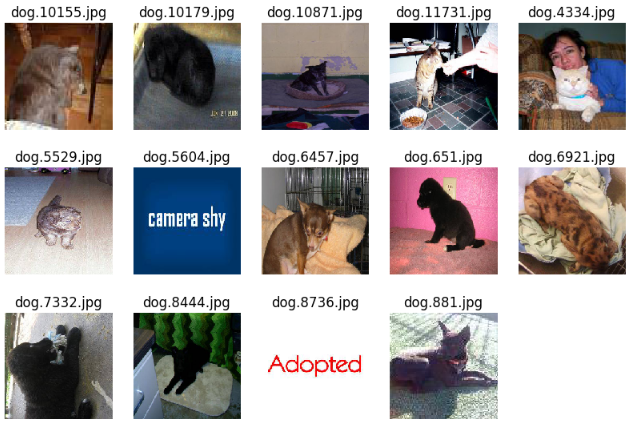 dog.10155.jpg dog.10179.jpg dog.10871.jpg dog.11731.jpg dog.4334.jpg
dog.5529.jpg dog.5604.jpg dog.6457.jpg dog.651.jpg dog.6921.jpg
camera shy
dog.7332.jpg dog.8444.jpg dog.8736.jpg dog.881.jpg
Adopted